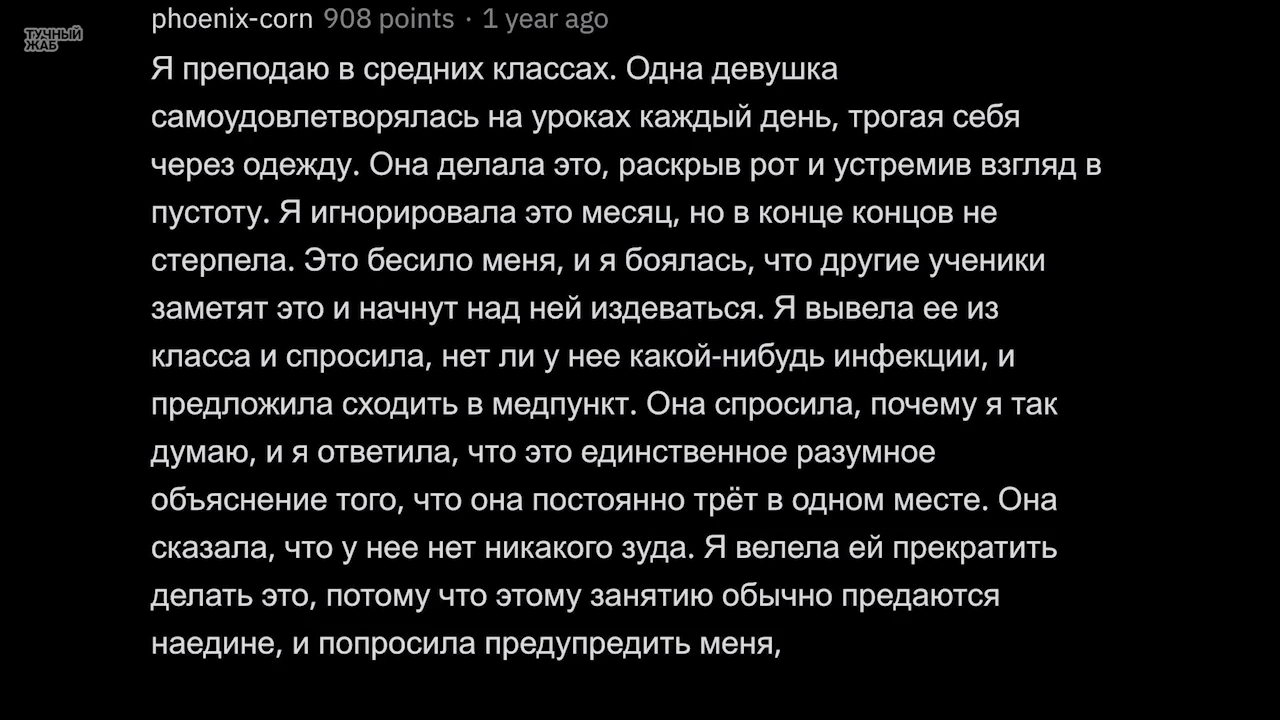 ТУЧНЫЙ
ЖАБ
phoenix-corn 908 points · 1 year ago
Я преподаю в средних классах. Одна девушка
самоудовлетворялась на уроках каждый день, трогая себя
через одежду. Она делала это, раскрыв рот и устремив взгляд в
пустоту. Я игнорировала это месяц, но в конце концов не
стерпела. Это бесило меня, и я боялась, что другие ученики
заметят это и начнут над ней издеваться. Я вывела ее из
класса и спросила, нет ли у нее какой-нибудь инфекции, и
предложила сходить в медпункт. Она спросила, почему я так
думаю, и я ответила, что это единственное разумное
объяснение того, что она постоянно трёт в одном месте. Она
сказала, что у нее нет никакого зуда. Я велела ей прекратить
делать это, потому что этому занятию обычно предаются
наедине, и попросила предупредить меня,